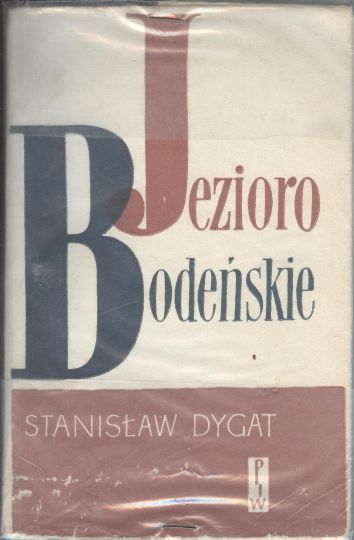 Jezioro
Bodeńskie
STANISŁAW DYGAT
PIW